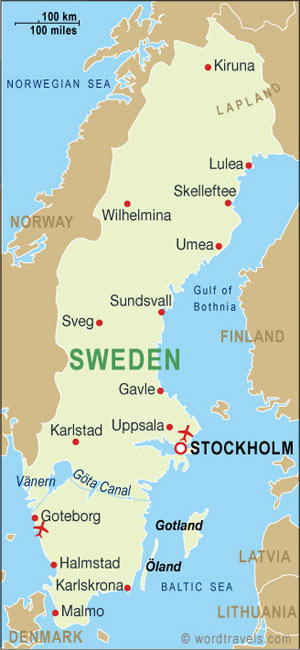 100 km
100 miles
Kiruna
NORWEGIAN SEA
LAPLAND
Lulea
Skelleftee
Wilhelmina
NORWAY
Umea
Gulf of
Bothnia
Sundsvall
Sveg
FINLAND
SWEDEN
Gavle
Uppsala
Karlstad
STOCKHOLM
Vänern
Göta Canal
Goteborg
Gotland
LATVIA
Halmstad
Öland
Karlskrona
BALTIC SEA
Malmo
LITHUANIA
DENMARK
© wordtravels.com